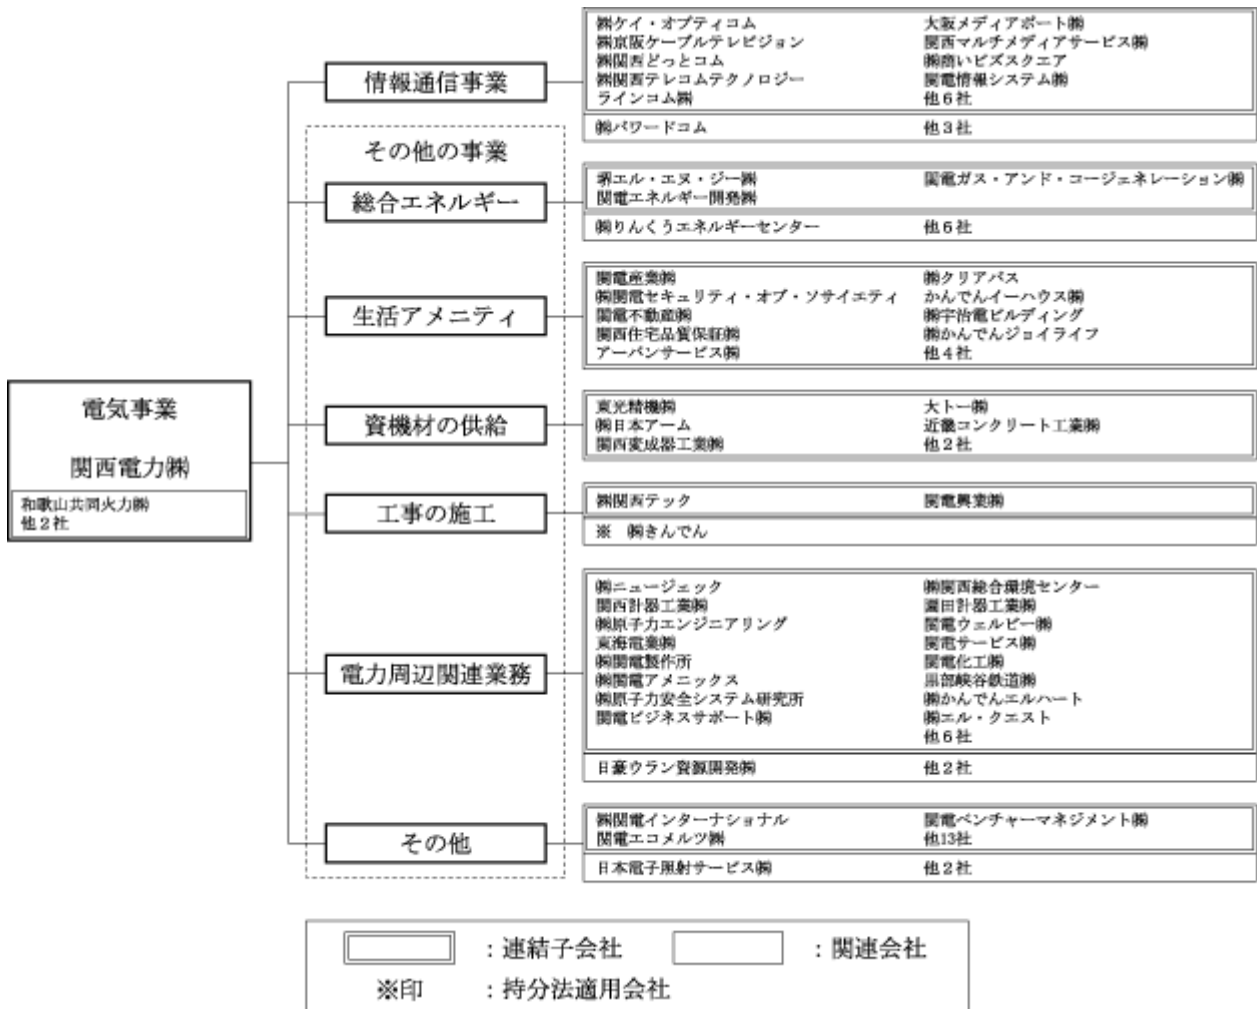 電気事業
関西電力㈱
和歌山共同火力㈱
他２社
情報通信事業
㈱ケイ・オプティコム 大阪メディアポート㈱
㈱京阪ケーブルテレビジョン 関西マルチメディアサービス㈱
㈱関西どっとコム ㈱商いビズスクエア
㈱関西テレコムテクノロジー 関電情報システム㈱
ラインコム㈱ 他６社
㈱パワードコム 他３社
その他の事業
総合エネルギー
堺エル・エヌ・ジー㈱ 関電ガス・アンド・コージェネレーション㈱
関電エネルギー開発㈱
㈱りんくうエネルギーセンター 他６社
生活アメニティ
関電産業㈱ ㈱クリアパス
㈱関電セキュリティ・オブ・ソサイエティ かんでんイーハウス㈱
関電不動産㈱ ㈱宇治電ビルディング
関西住宅品質保証㈱ ㈱かんでんジョイライフ
アーバンサービス㈱ 他４社
資機材の供給
東光精機㈱ 大トー㈱
㈱日本アーム 近畿コンクリート工業㈱
関西変成器工業㈱ 他２社
工事の施工
㈱関西テック 関電興業㈱
※ ㈱きんでん
電力周辺関連業務
㈱ニュージェック ㈱関西総合環境センター
関西計器工業㈱ 園田計器工業㈱
㈱原子力エンジニアリング 関電ウェルビー㈱
東海電業㈱ 関電サービス㈱
㈱関電製作所 関電化工㈱
㈱関電アメニックス 黒部峡谷鉄道㈱
㈱原子力安全システム研究所 ㈱かんでんエルハート
関電ビジネスサポート㈱ ㈱エル・クエスト
他６社
日豪ウラン資源開発㈱ 他２社
その他
㈱関電インターナショナル 関電ベンチャーマネジメント㈱
関電エコメルツ㈱ 他13社
日本電子照射サービス㈱ 他２社
：連結子会社 ：関連会社
※印 ：持分法適用会社